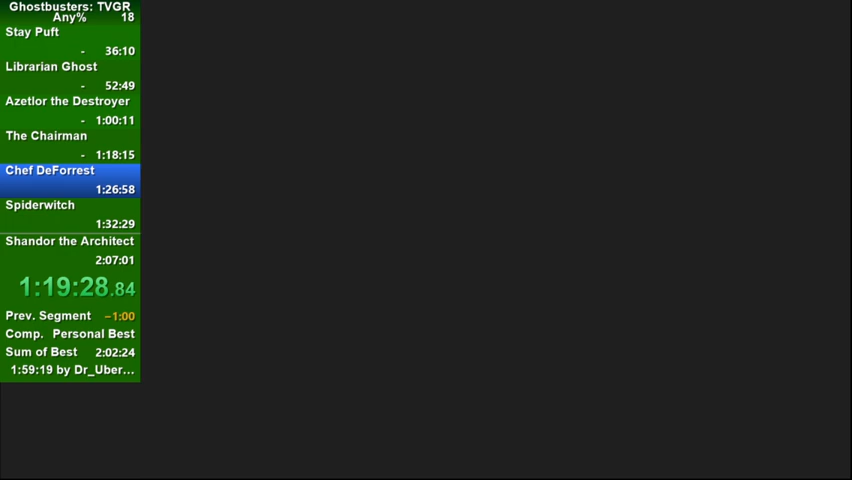 Ghostbusters: TVGR
Any% 18
Stay Puft
- 36:10
Librarian Ghost
- 52:49
Azetlor the Destroyer
- 1:00:11
The Chairman
- 1:18:15
Chef DeForrest
1:26:58
Spiderwitch
1:32:29
Shandor the Architect
2:07:01
1:19:28.84
Prev. Segment −1:00
Comp. Personal Best
Sum of Best 2:02:24
1:59:19 by Dr_Uber...